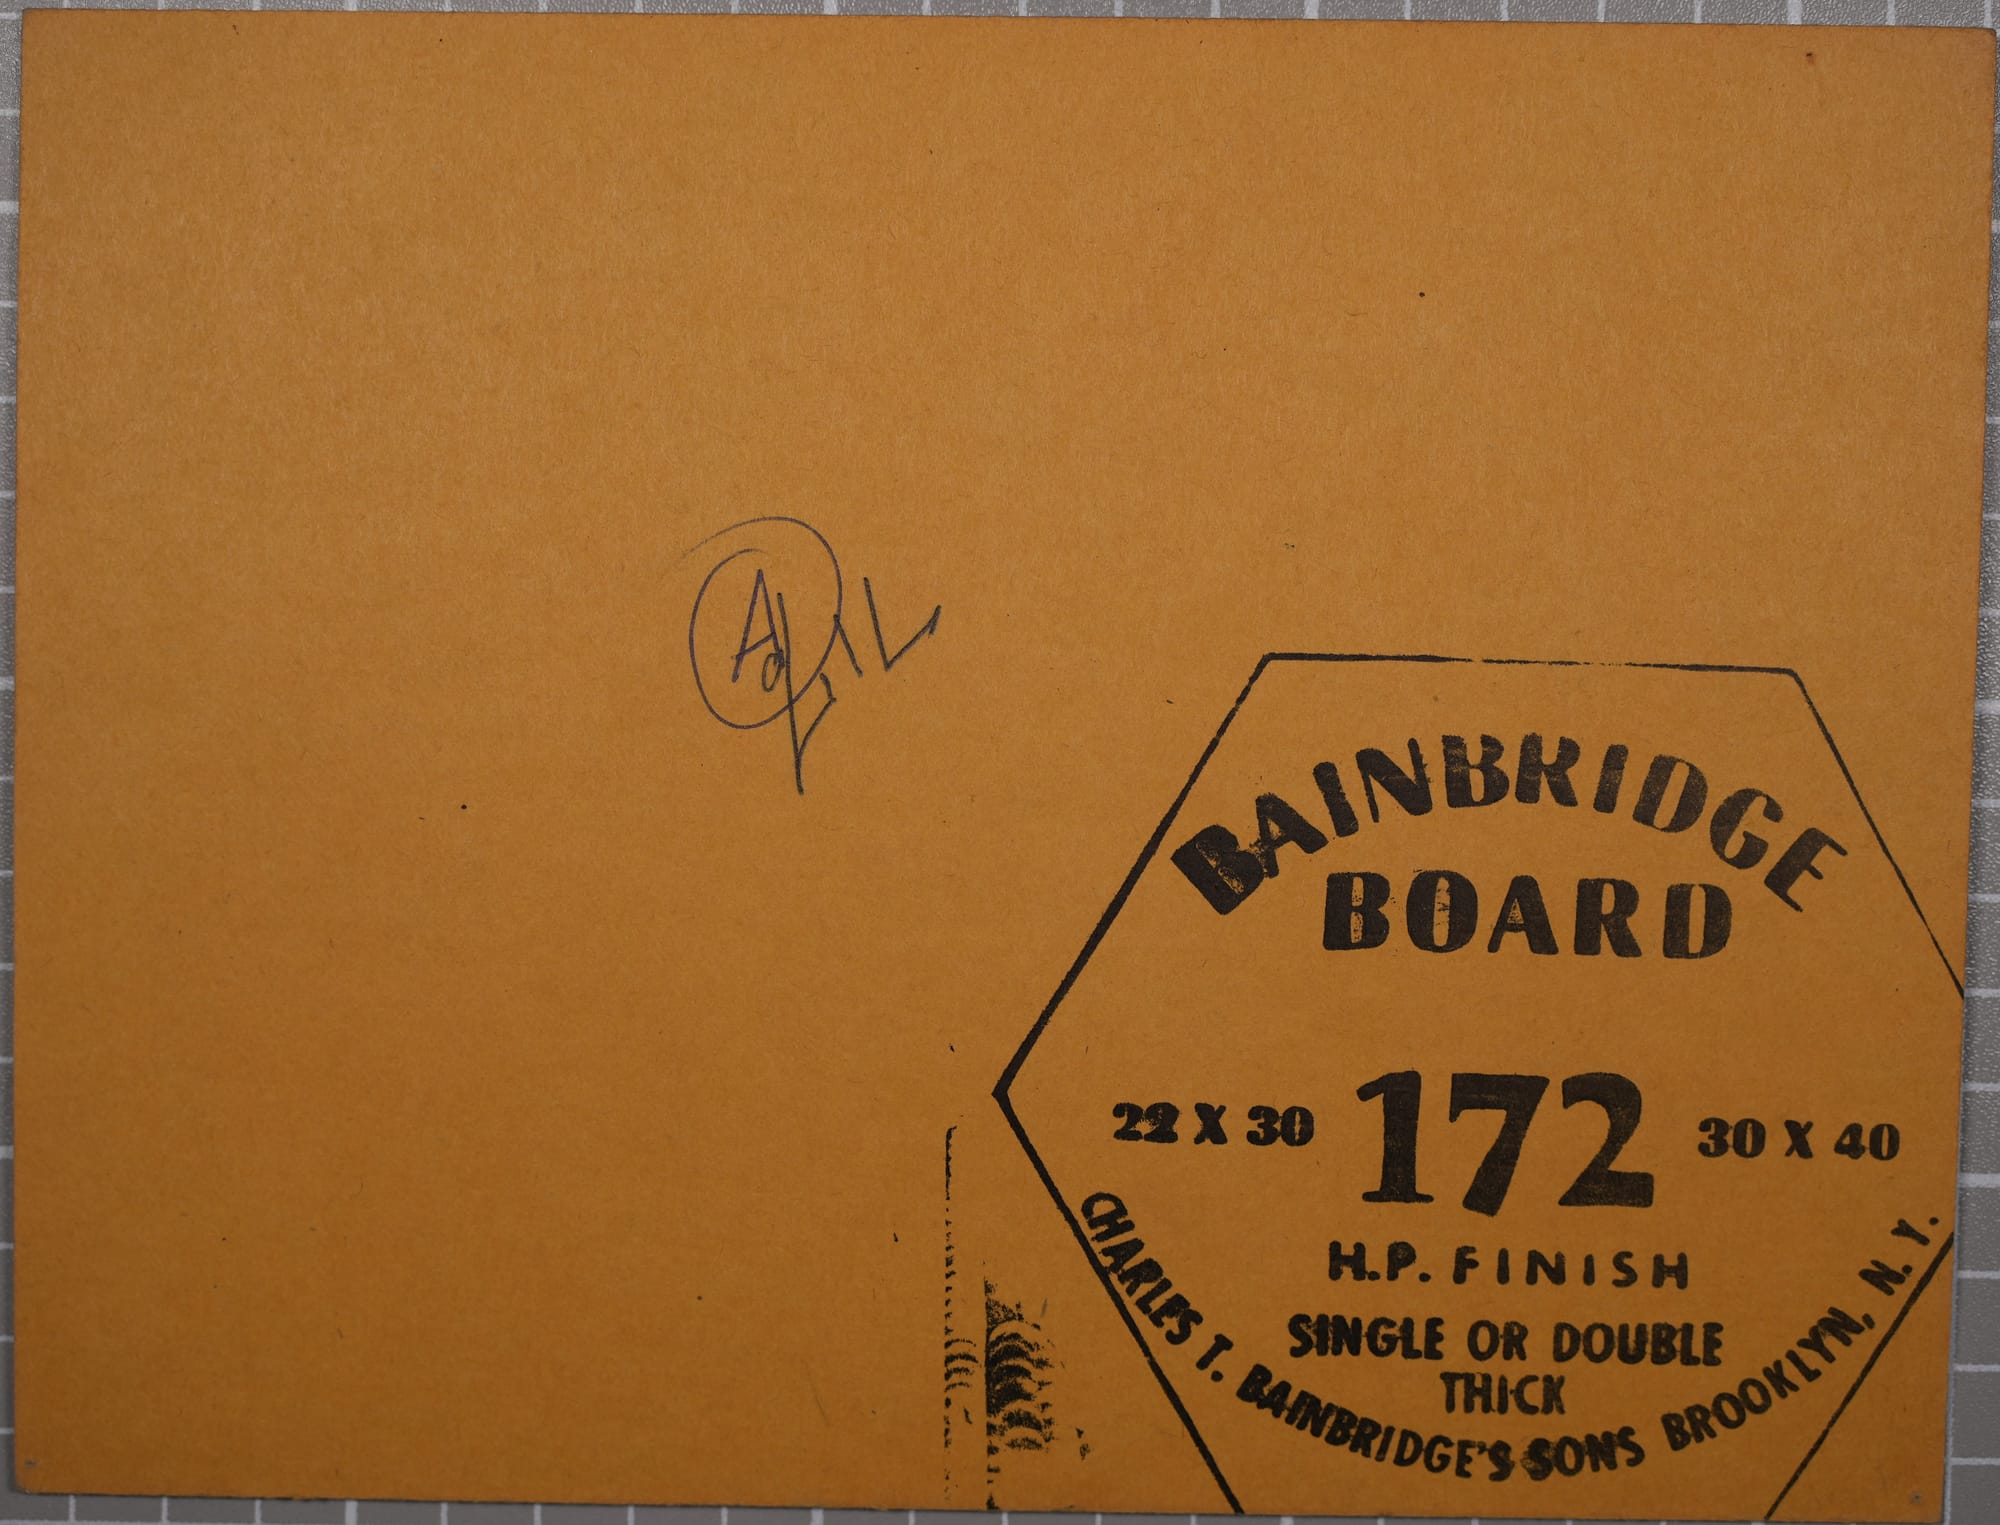 BAINBRIDGE
BOARD
22 X 30 172 30 X 40
H.P. FINISH
SINGLE OR DOUBLE
THICK
CHARLES T. BAINBRIDGE'S SONS BROOKLYN, N.Y.